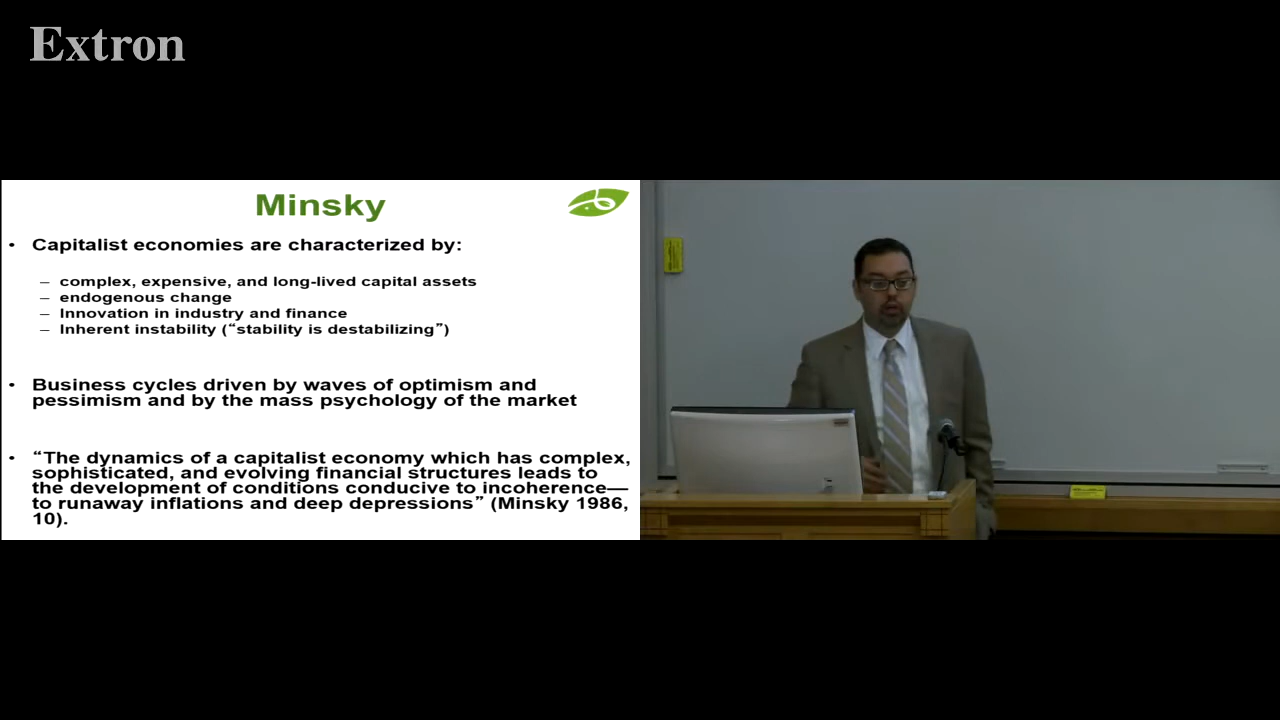 Extron
Minsky
• Capitalist economies are characterized by:
– complex, expensive, and long-lived capital assets
– endogenous change
– Innovation in industry and finance
– Inherent instability (“stability is destabilizing”)
• Business cycles driven by waves of optimism and
pessimism and by the mass psychology of the market
• “The dynamics of a capitalist economy which has complex,
sophisticated, and evolving financial structures leads to
the development of conditions conducive to incoherence—
to runaway inflations and deep depressions” (Minsky 1986,
10).